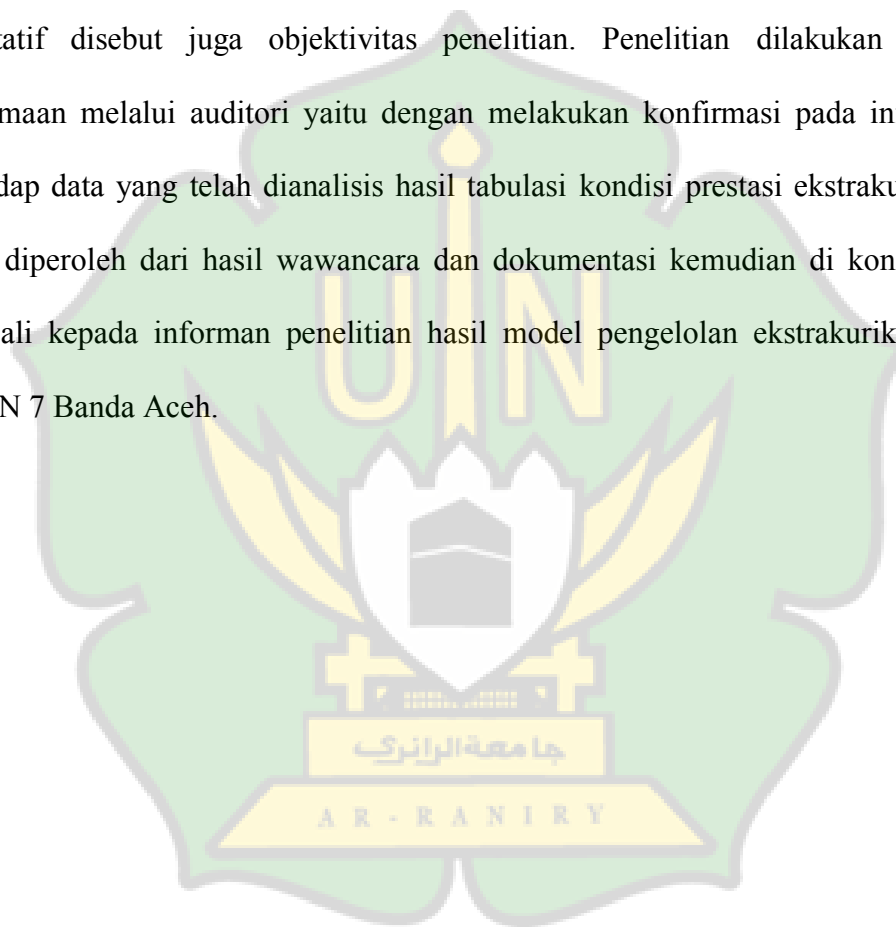 tatif disebut juga objektivitas penelitian. Penelitian dilakukan
maan melalui auditori yaitu dengan melakukan konfirmasi pada in
dap data yang telah dianalisis hasil tabulasi kondisi prestasi ekstraku
diperoleh dari hasil wawancara dan dokumentasi kemudian di kon
ali kepada informan penelitian hasil model pengelolan ekstrakurik
N 7 Banda Aceh.
UIN
جامعة الرانري
AR-RANIRY